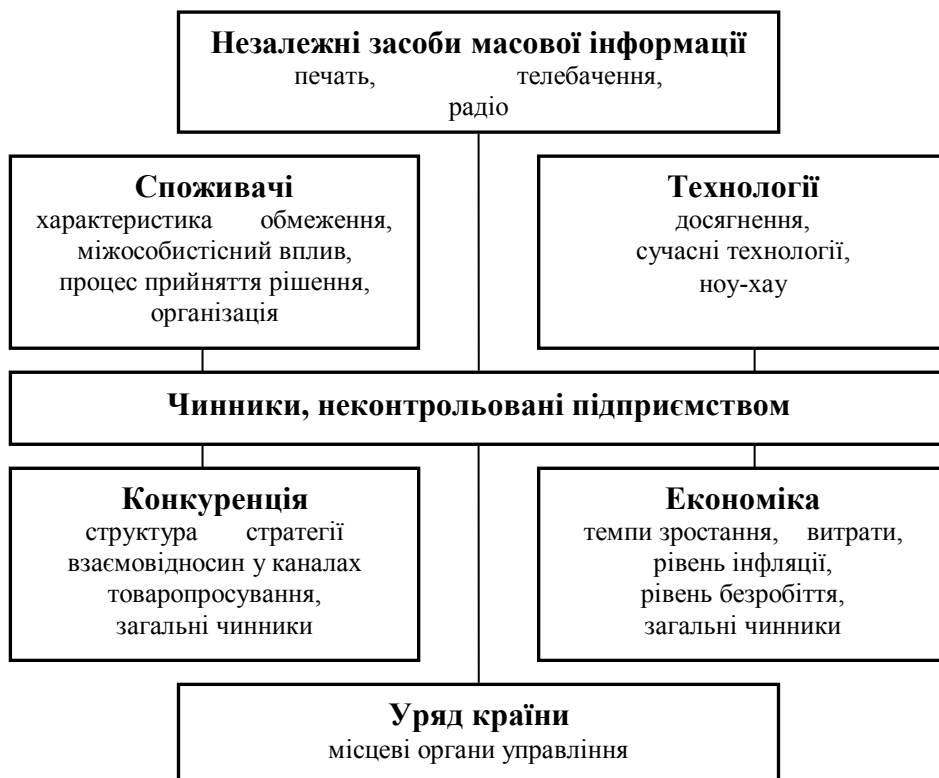 Незалежні засоби масової інформації
печать, телебачення,
радіо
Споживачі
характеристика обмеження,
міжособистісний вплив,
процес прийняття рішення,
організація
Технології
досягнення,
сучасні технології,
ноу-хау
Чинники, неконтрольовані підприємством
Конкуренція
структура стратегії
взаємовідносин у каналах
товаропросування,
загальні чинники
Економіка
темпи зростання, витрати,
рівень інфляції,
рівень безробіття,
загальні чинники
Уряд країни
місцеві органи управління